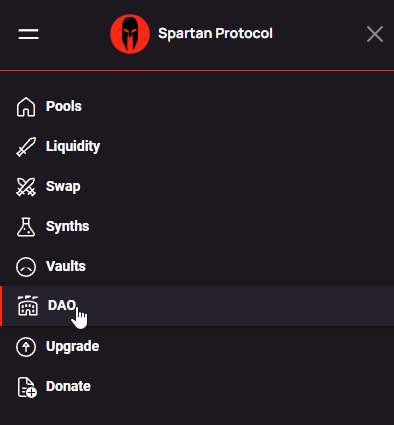 Spartan Protocol
Pools
Liquidity
Swap
Synths
Vaults
DAO
Upgrade
Donate